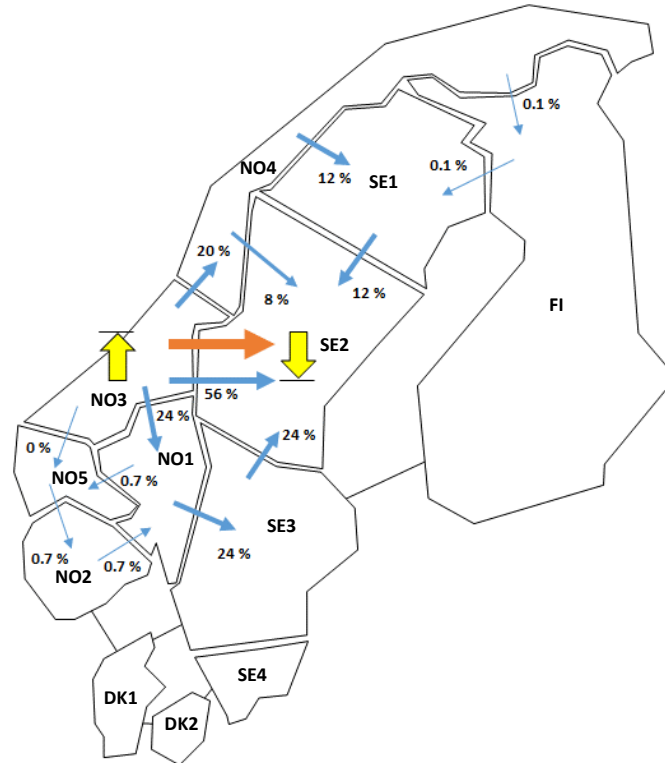 0.1 %
0.1 %
NO4
12 %
SE1
20 %
8 %
12 %
FI
SE2
56 %
NO3
24 %
24 %
0 %
NO1
NO5
0.7 %
SE3
24 %
0.7 %
0.7 %
NO2
SE4
DK1
DK2